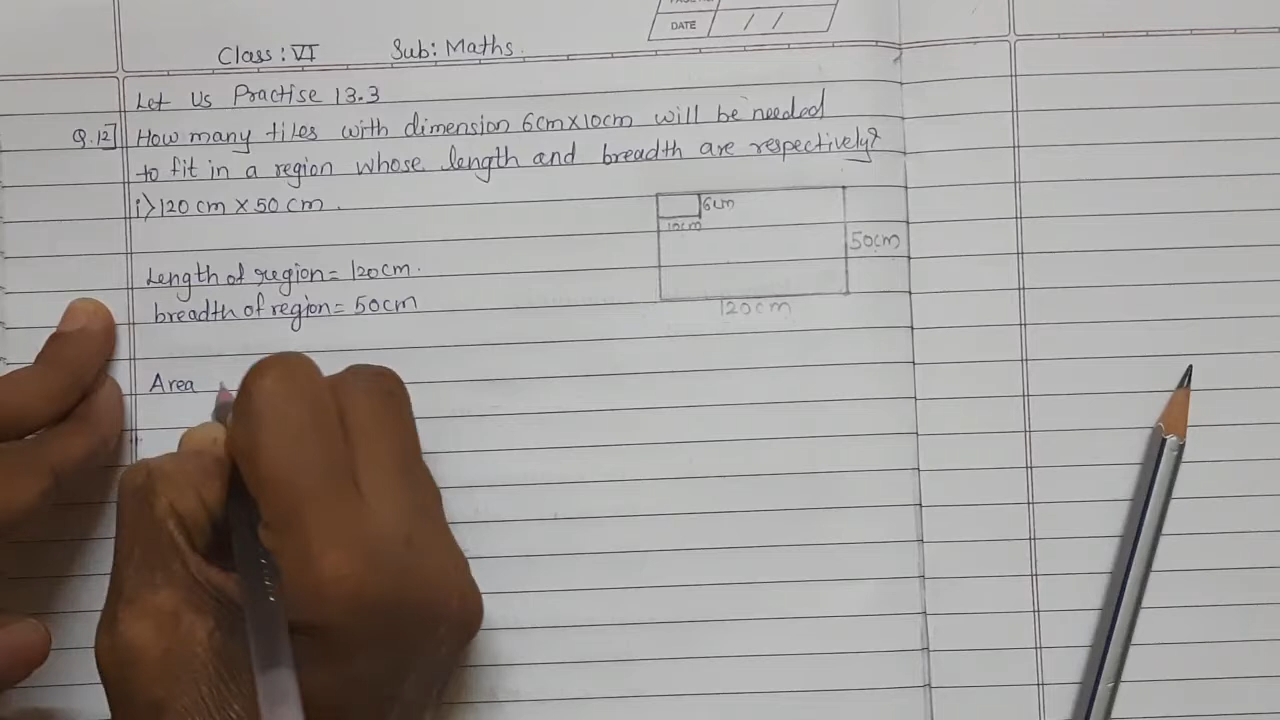 DATE / /
Class : VI Sub: Maths.
Let Us Practise 13.3
Q.12] How many tiles with dimension 6cm×10cm will be needed
to fit in a region whose length and breadth are respectively?
i> 120 cm × 50 cm.
6cm
10cm
50cm
120cm
Length of region = 120cm.
breadth of region = 50cm
Area